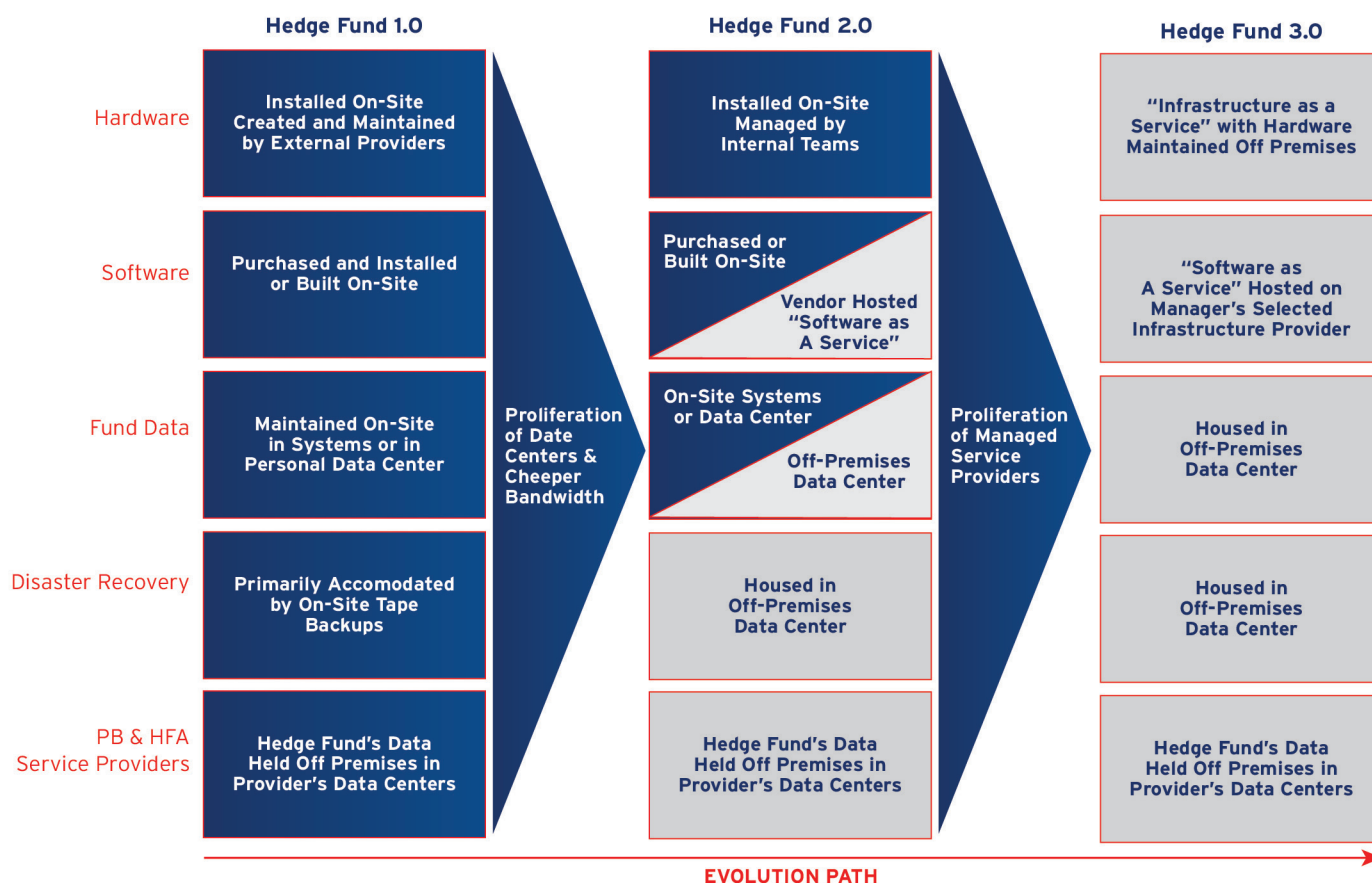 Hedge Fund 1.0
Hedge Fund 2.0
Hedge Fund 3.0
Hardware
Installed On-Site
Created and Maintained
by External Providers
Installed On-Site
Managed by
Internal Teams
“Infrastructure as a
Service” with Hardware
Maintained Off Premises
Software
Purchased and Installed
or Built On-Site
Purchased or
Built On-Site
Vendor Hosted
“Software as
A Service”
“Software as
A Service” Hosted on
Manager’s Selected
Infrastructure Provider
Fund Data
Maintained On-Site
in Systems or in
Personal Data Center
Proliferation
of Date
Centers &
Cheeper
Bandwidth
On-Site Systems
or Data Center
Off-Premises
Data Center
Proliferation
of Managed
Service
Providers
Housed in
Off-Premises
Data Center
Disaster Recovery
Primarily Accomodated
by On-Site Tape
Backups
Housed in
Off-Premises
Data Center
Housed in
Off-Premises
Data Center
PB & HFA
Service Providers
Hedge Fund’s Data
Held Off Premises in
Provider’s Data Centers
Hedge Fund’s Data
Held Off Premises in
Provider’s Data Centers
Hedge Fund’s Data
Held Off Premises in
Provider’s Data Centers
EVOLUTION PATH